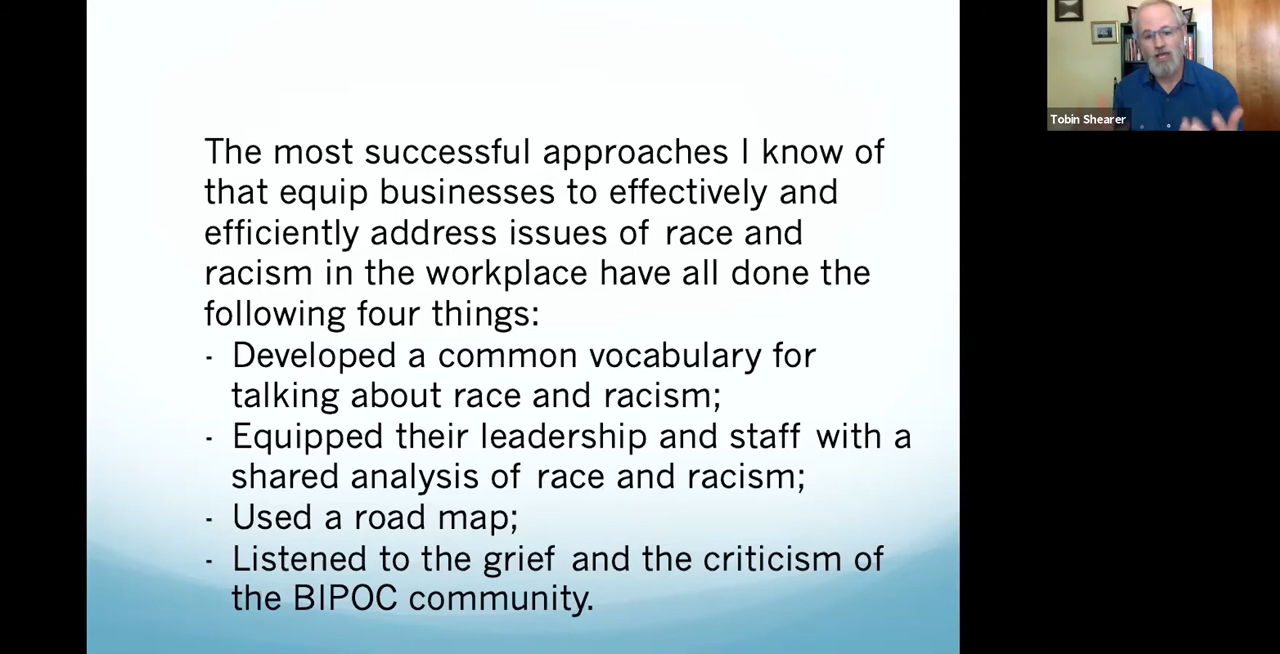 The most successful approaches I know of
that equip businesses to effectively and
efficiently address issues of race and
racism in the workplace have all done the
following four things:
- Developed a common vocabulary for
talking about race and racism;
- Equipped their leadership and staff with a
shared analysis of race and racism;
- Used a road map;
- Listened to the grief and the criticism of
the BIPOC community.
Tobin Shearer